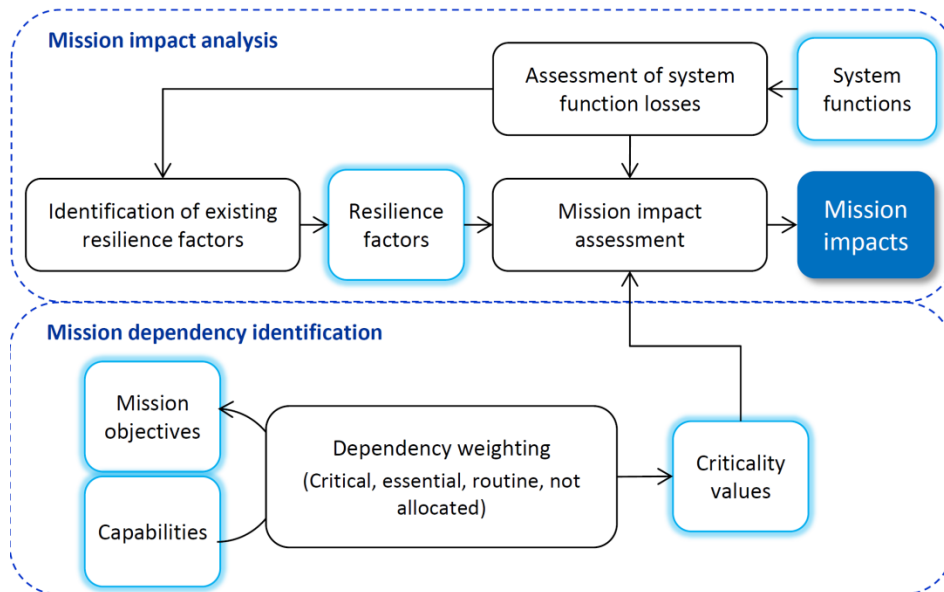 Mission impact analysis
Assessment of system
function losses
System
functions
Identification of existing
resilience factors
Resilience
factors
Mission impact
assessment
Mission
impacts
Mission dependency identification
Mission
objectives
Capabilities
Dependency weighting
(Critical, essential, routine, not
allocated)
Criticality
values